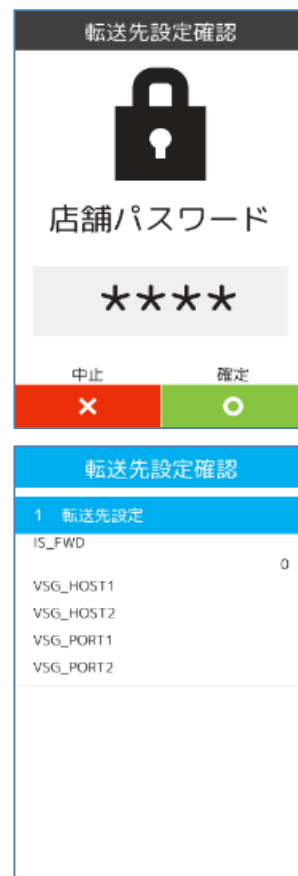 転送先設定確認
店舗パスワード
****
中止 確定
転送先設定確認
1 転送先設定
IS_FWD
0
VSG_HOST1
VSG_HOST2
VSG_PORT1
VSG_PORT2